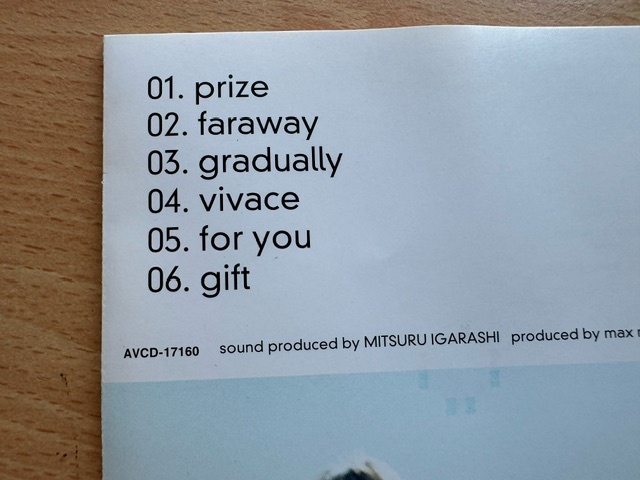 01. prize
02. faraway
03. gradually
04. vivace
05. for you
06. gift
AVCD-17160 sound produced by MITSURU IGARASHI produced by max